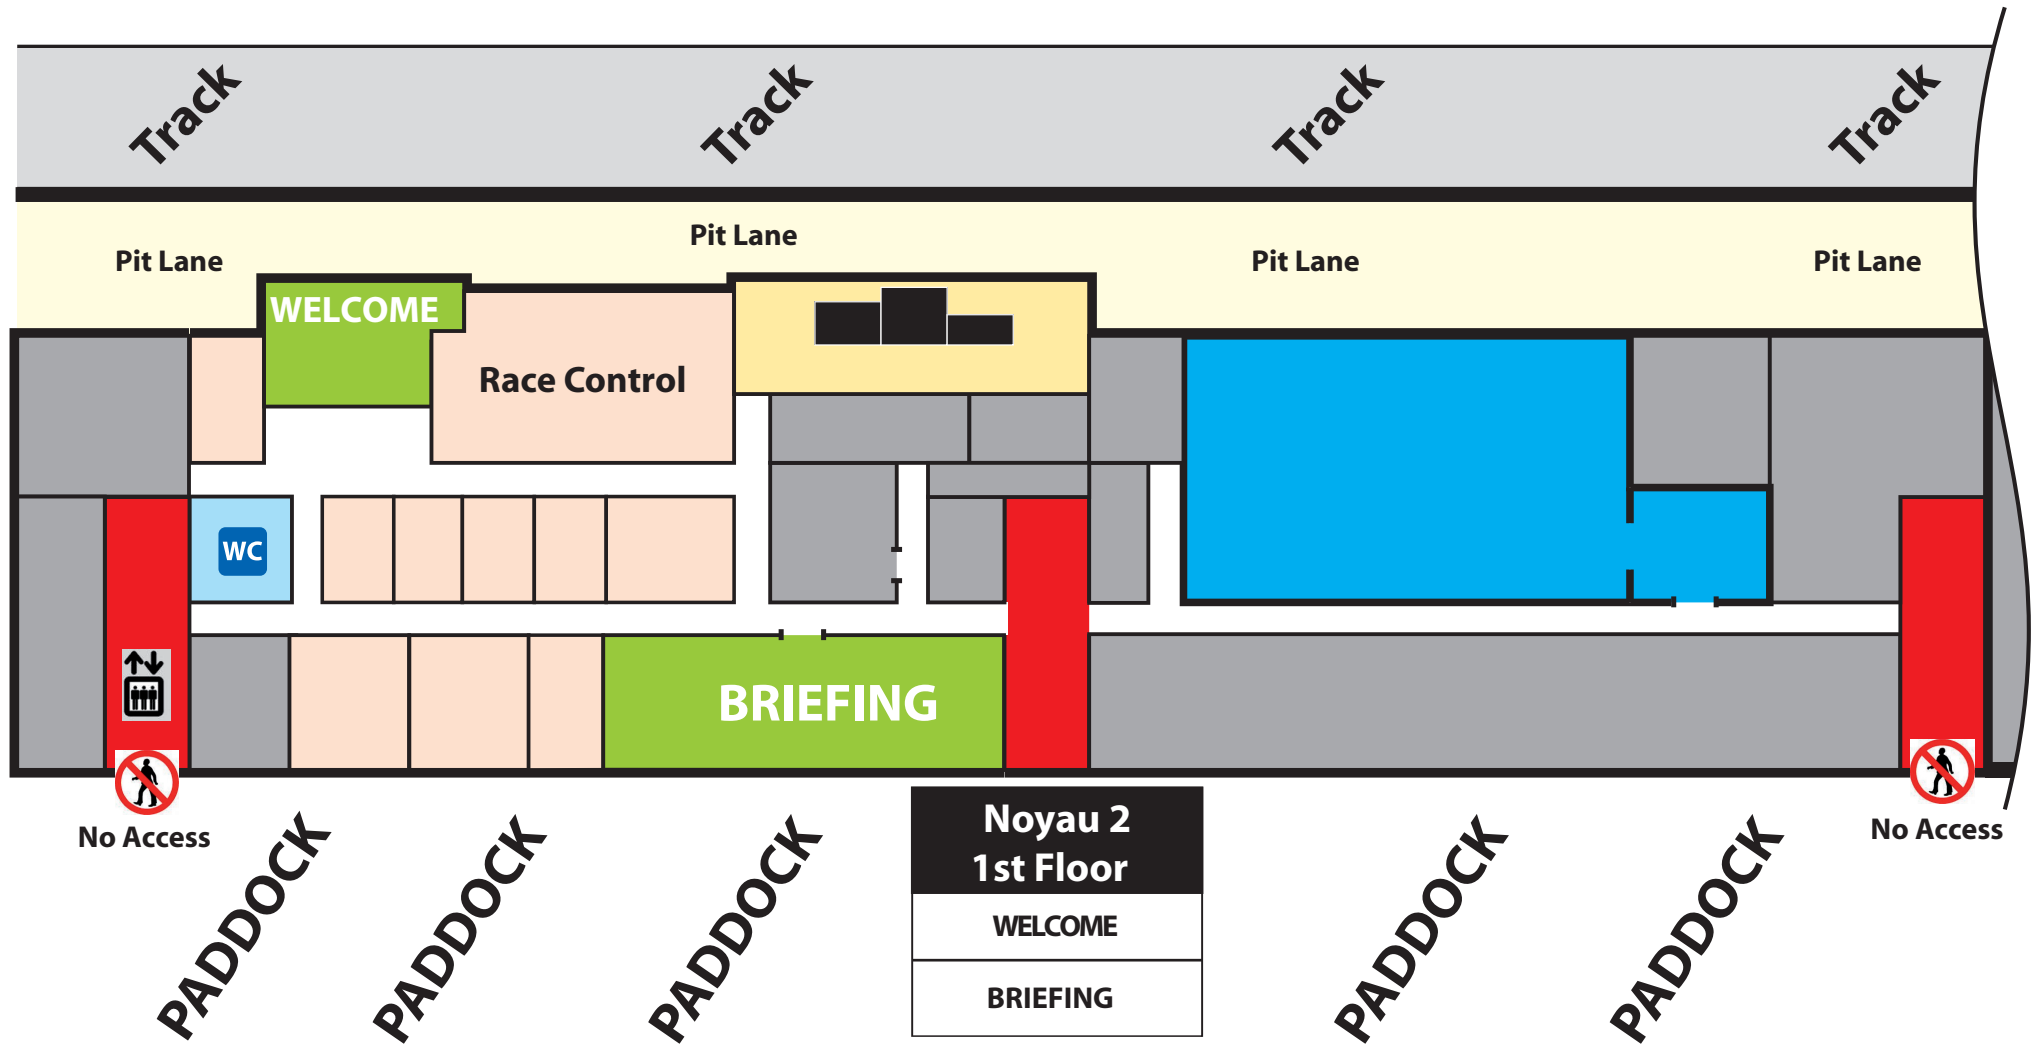 Track
Track
Track
Track
Pit Lane
Pit Lane
Pit Lane
Pit Lane
WELCOME
Race Control
WC
BRIEFING
No Access
No Access
PADDOCK
PADDOCK
PADDOCK
PADDOCK
PADDOCK
Noyau 2
1st Floor
WELCOME
BRIEFING